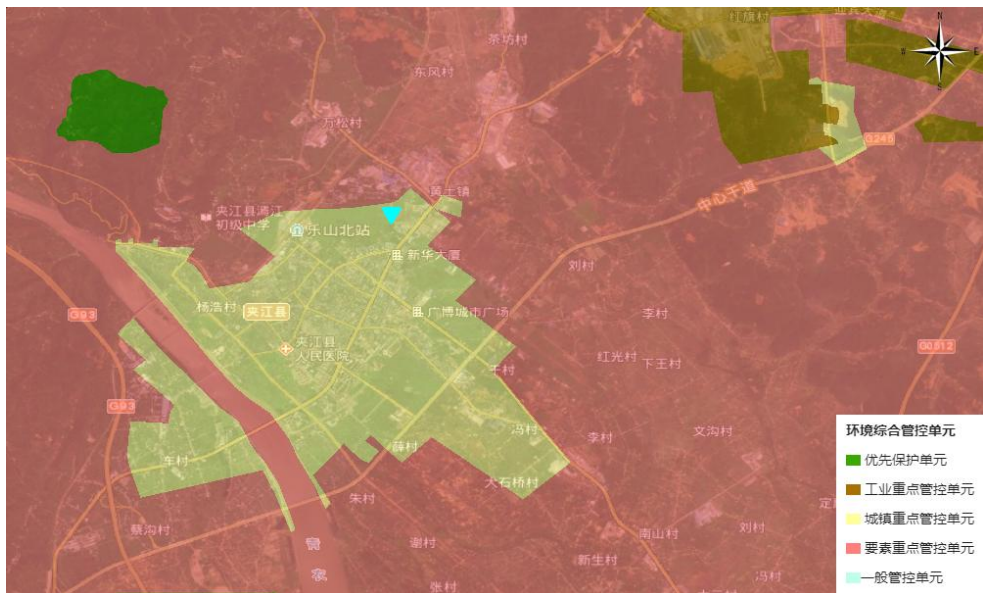 红旗村
茶坊村
N
W
E
S
东风村
万松村
G245
黄土镇
中心干道
夹江县漹江
初级中学
乐山北站
新华大厦
刘村
杨浩村
夹江县
广博城市广场
李村
G93
夹江县
人民医院
红光村
下王村
G0512
千村
G93
文沟村
冯村
李村
薛村
车村
大石桥村
朱村
蔡沟村
南山村
刘村
谢村
新生村
冯村
张村
青
衣
环境综合管控单元
优先保护单元
工业重点管控单元
城镇重点管控单元
要素重点管控单元
一般管控单元